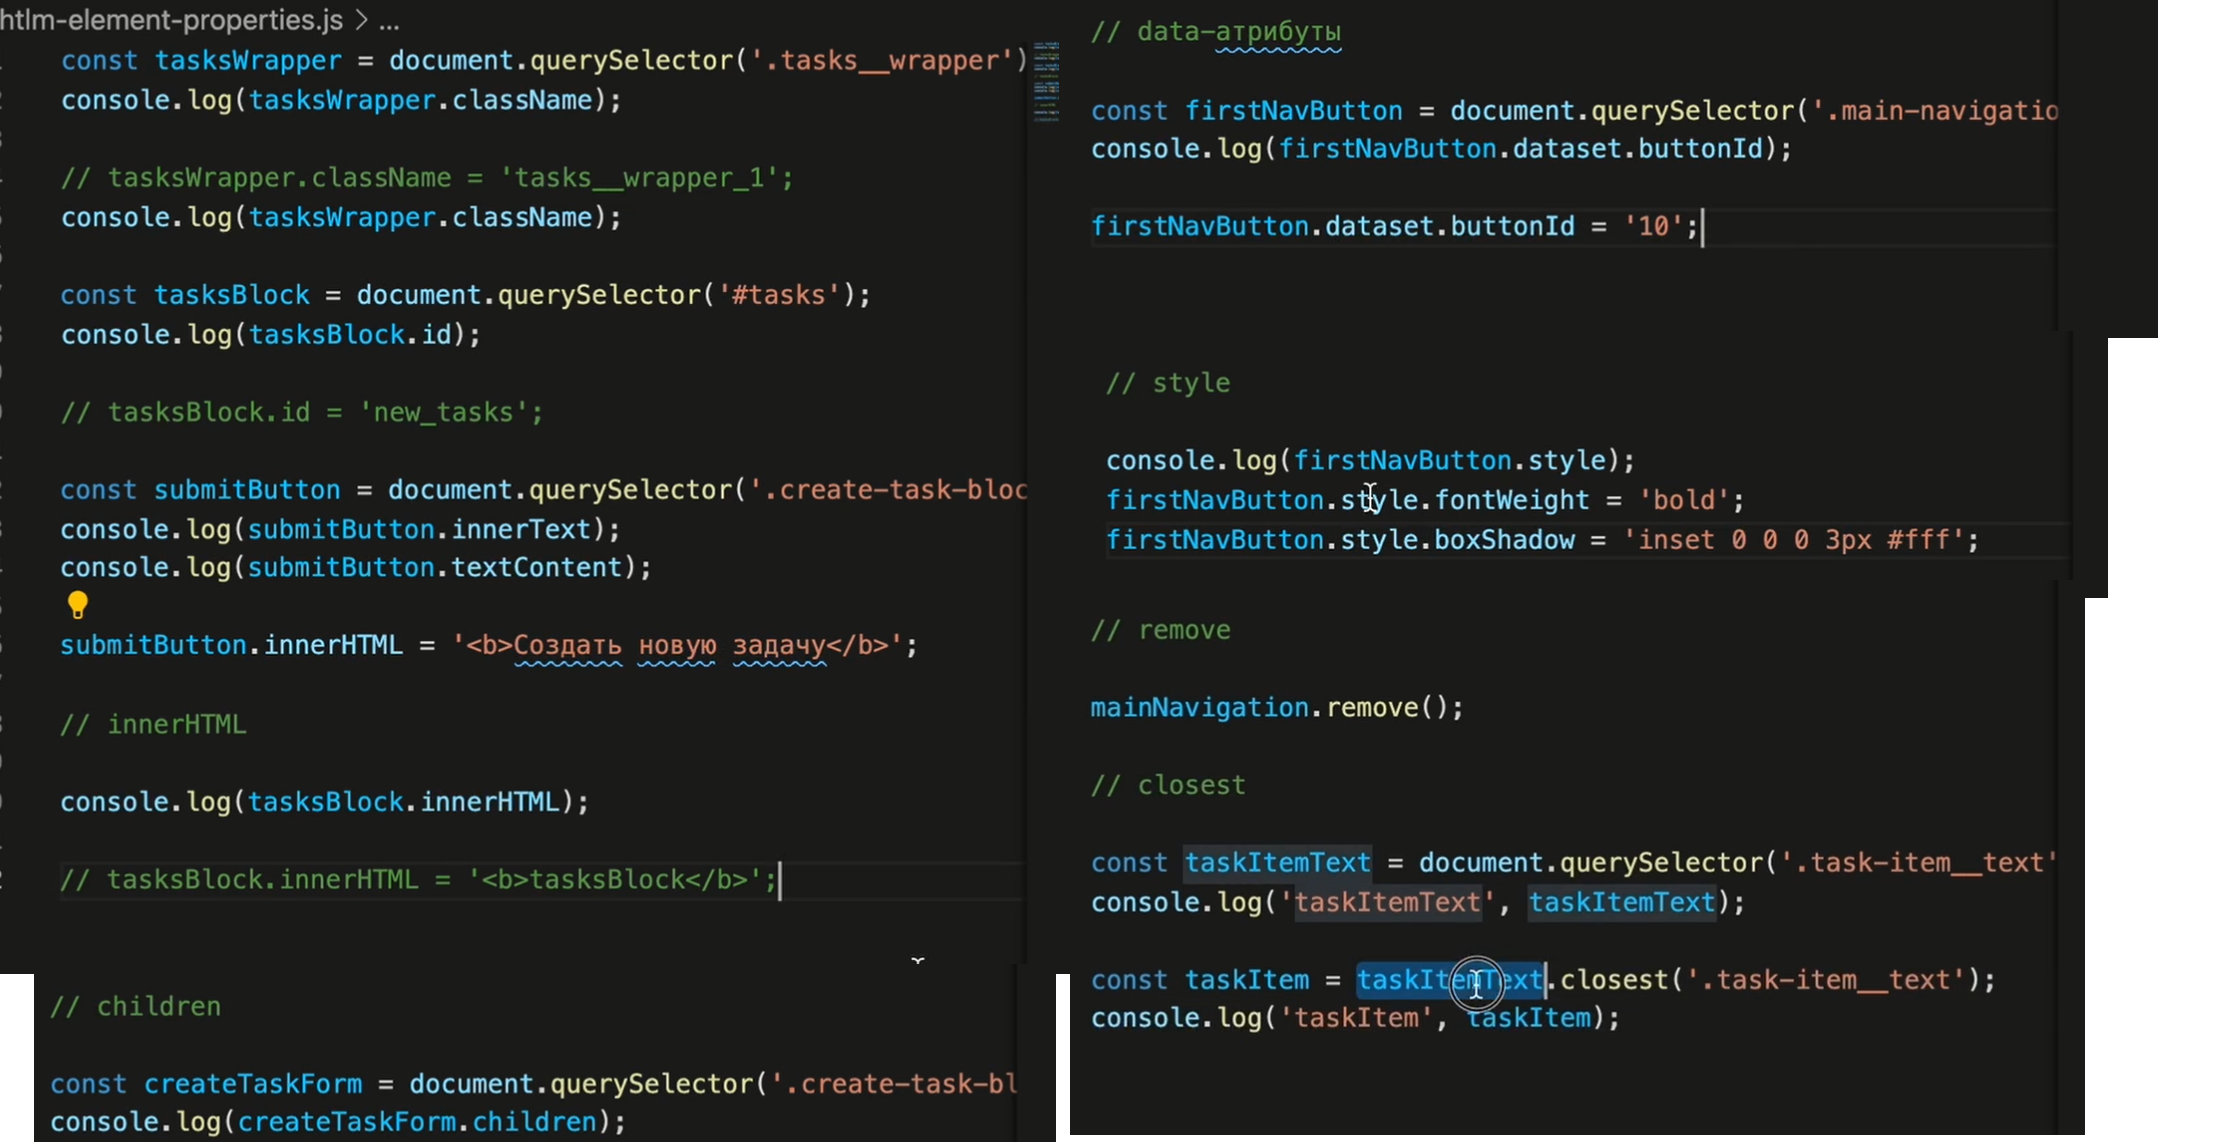 htlm-element-properties.js > ...
const tasksWrapper = document.querySelector('.tasks__wrapper')
console.log(tasksWrapper.className);
// tasksWrapper.className = 'tasks__wrapper_1';
console.log(tasksWrapper.className);
const tasksBlock = document.querySelector('#tasks');
console.log(tasksBlock.id);
// tasksBlock.id = 'new_tasks';
const submitButton = document.querySelector('.create-task-bloc
console.log(submitButton.innerText);
console.log(submitButton.textContent);
submitButton.innerHTML = '<b>Создать новую задачу</b>';
// innerHTML
console.log(tasksBlock.innerHTML);
// tasksBlock.innerHTML = '<b>tasksBlock</b>';
// children
const createTaskForm = document.querySelector('.create-task-bl
console.log(createTaskForm.children);
// data-атрибуты
const firstNavButton = document.querySelector('.main-navigatio
console.log(firstNavButton.dataset.buttonId);
firstNavButton.dataset.buttonId = '10';
// style
console.log(firstNavButton.style);
firstNavButton.style.fontWeight = 'bold';
firstNavButton.style.boxShadow = 'inset 0 0 0 3px #fff';
// remove
mainNavigation.remove();
// closest
const taskItemText = document.querySelector('.task-item__text'
console.log('taskItemText', taskItemText);
const taskItem = taskItemText.closest('.task-item__text');
console.log('taskItem', taskItem);